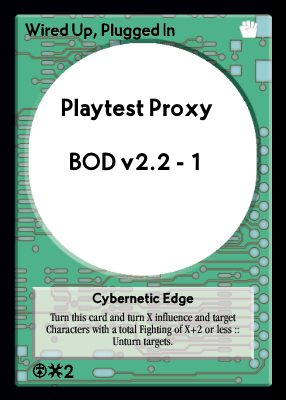 Wired Up, Plugged In
Playtest Proxy
BOD v2.2 - 1
Cybernetic Edge
Turn this card and turn X influence and target
Characters with a total Fighting of X+2 or less ::
Unturn targets.
2